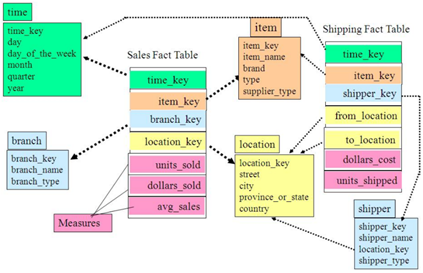 time
time_key
day
day_of_the_week
month
quarter
year
Sales Fact Table
time_key
item_key
branch_key
location_key
units_sold
dollars_sold
avg_sales
Measures
branch
branch_key
branch_name
branch_type
item
item_key
item_name
brand
type
supplier_type
location
location_key
street
city
province_or_state
country
Shipping Fact Table
time_key
item_key
shipper_key
from_location
to_location
dollars_cost
units_shipped
shipper
shipper_key
shipper_name
location_key
shipper_type